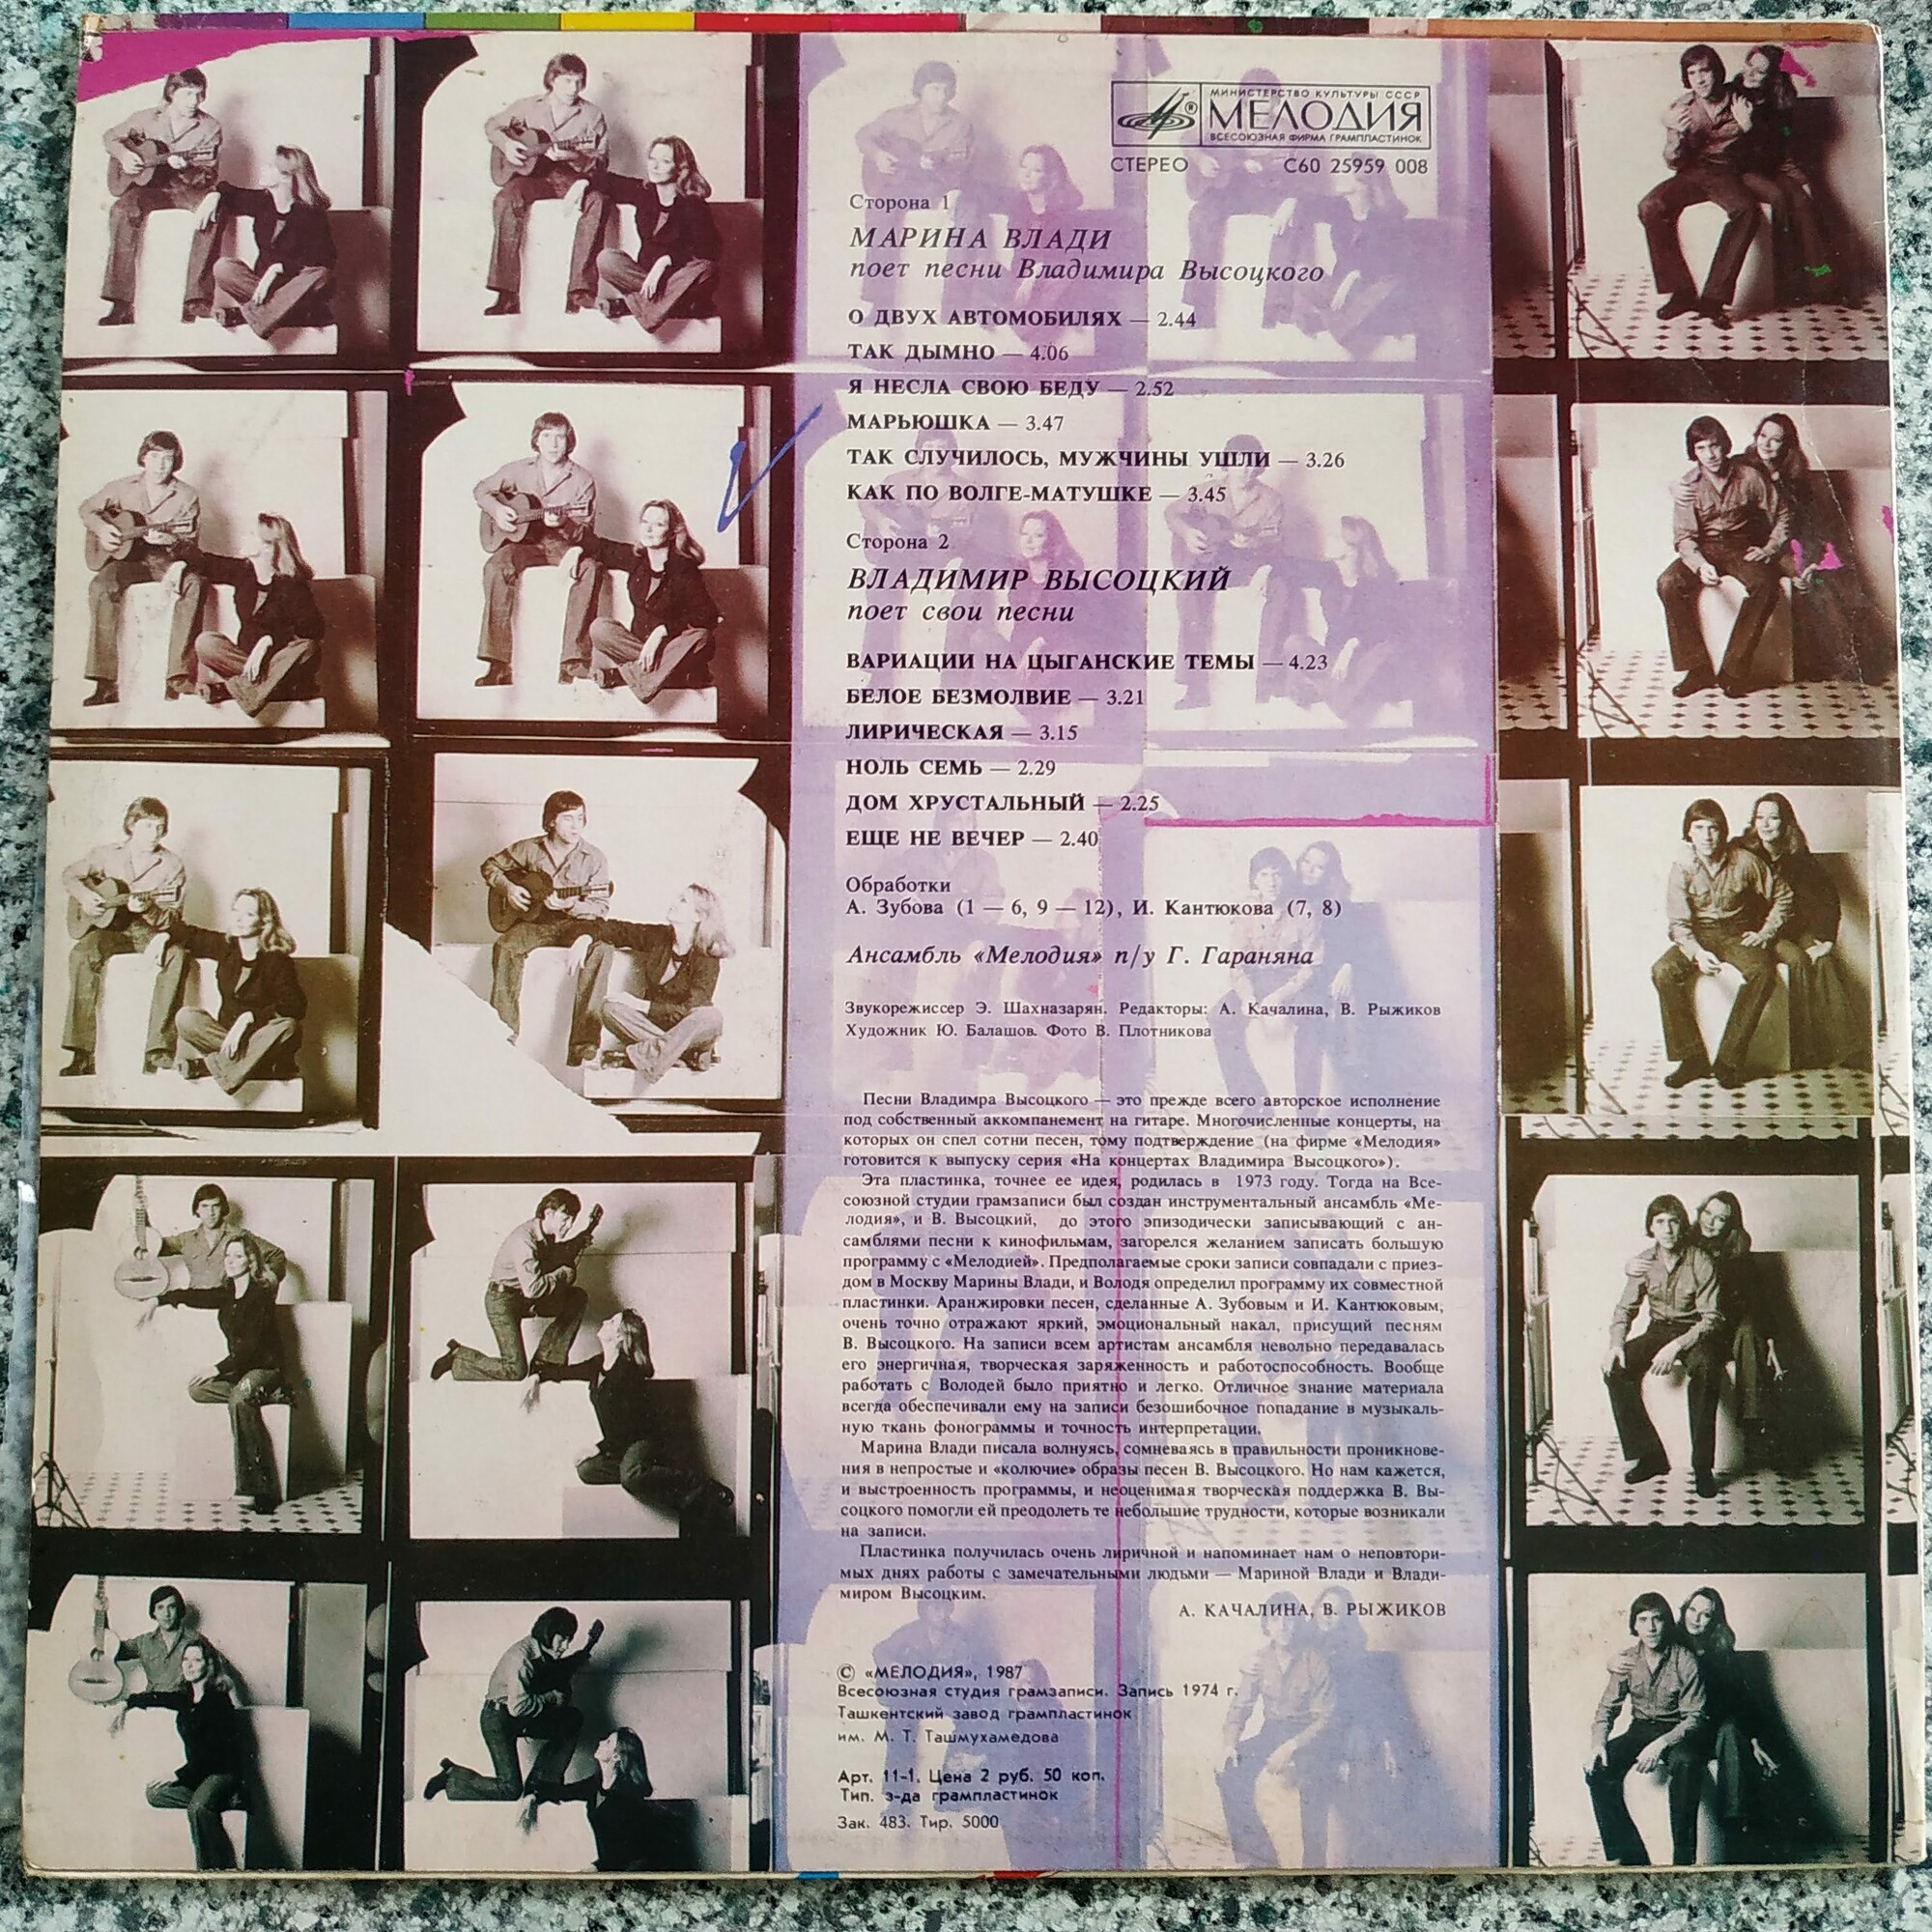 МИНИСТЕРСТВО КУЛЬТУРЫ СССР
МЕЛОДИЯ
ВСЕСОЮЗНАЯ ФИРМА ГРАМПЛАСТИНОК
СТЕРЕО С60 25959 008
Сторона 1
МАРИНА ВЛАДИ
поет песни Владимира Высоцкого
О ДВУХ АВТОМОБИЛЯХ — 2.44
ТАК ДЫМНО — 4.06
Я НЕСЛА СВОЮ БЕДУ — 2.52
МАРЬЮШКА — 3.47
ТАК СЛУЧИЛОСЬ, МУЖЧИНЫ УШЛИ — 3.26
КАК ПО ВОЛГЕ-МАТУШКЕ — 3.45
Сторона 2
ВЛАДИМИР ВЫСОЦКИЙ
поет свои песни
ВАРИАЦИИ НА ЦЫГАНСКИЕ ТЕМЫ — 4.23
БЕЛОЕ БЕЗМОЛВИЕ — 3.21
ЛИРИЧЕСКАЯ — 3.15
НОЛЬ СЕМЬ — 2.29
ДОМ ХРУСТАЛЬНЫЙ — 2.25
ЕЩЕ НЕ ВЕЧЕР — 2.40
Обработки
А. Зубова (1 — 6, 9 — 12), И. Кантюкова (7, 8)
Ансамбль «Мелодия» п/у Г. Гараняна
Звукорежиссер Э. Шахназарян. Редакторы: А. Качалина, В. Рыжиков
Художник Ю. Балашов. Фото В. Плотникова
Песни Владимра Высоцкого — это прежде всего авторское исполнение
под собственный аккомпанемент на гитаре. Многочисленные концерты, на
которых он спел сотни песен, тому подтверждение (на фирме «Мелодия»
готовится к выпуску серия «На концертах Владимира Высоцкого»).
Эта пластинка, точнее ее идея, родилась в 1973 году. Тогда на Все-
союзной студии грамзаписи был создан инструментальный ансамбль «Ме-
лодия», и В. Высоцкий, до этого эпизодически записывающий с ан-
самблями песни к кинофильмам, загорелся желанием записать большую
программу с «Мелодией». Предполагаемые сроки записи совпадали с приез-
дом в Москву Марины Влади, и Володя определил программу их совместной
пластинки. Аранжировки песен, сделанные А. Зубовым и И. Кантюковым,
очень точно отражают яркий, эмоциональный накал, присущий песням
В. Высоцкого. На записи всем артистам ансамбля невольно передавалась
его энергичная, творческая заряженность и работоспособность. Вообще
работать с Володей было приятно и легко. Отличное знание материала
всегда обеспечивали ему на записи безошибочное попадание в музыкаль-
ную ткань фонограммы и точность интерпретации.
Марина Влади писала волнуясь, сомневаясь в правильности проникнове-
ния в непростые и «колючие» образы песен В. Высоцкого. Но нам кажется,
и выстроенность программы, и неоценимая творческая поддержка В. Вы-
соцкого помогли ей преодолеть те небольшие трудности, которые возникали
на записи.
Пластинка получилась очень лиричной и напоминает нам о неповтори-
мых днях работы с замечательными людьми — Мариной Влади и Влади-
миром Высоцким.
А. КАЧАЛИНА, В. РЫЖИКОВ
© «МЕЛОДИЯ», 1987
Всесоюзная студия грамзаписи. Запись 1974 г.
Ташкентский завод грампластинок
им. М. Т. Ташмухамедова
Арт. 11-1. Цена 2 руб. 50 коп.
Тип. з-да грампластинок
Зак. 483. Тир. 5000